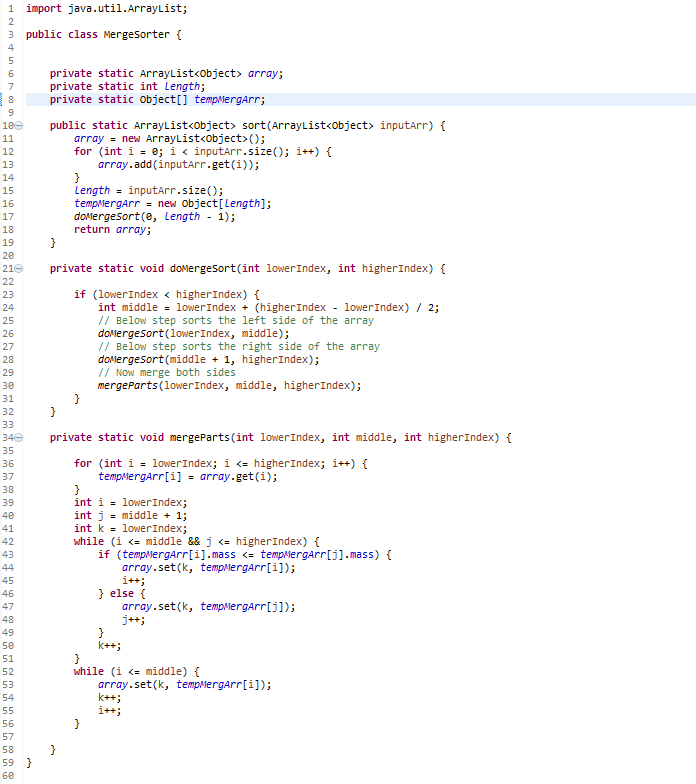 1 import java.util.ArrayList;
2
3 public class MergeSorter {
4
5
6     private static ArrayList<Object> array;
7     private static int length;
8     private static Object[] tempMergArr;
9
10     public static ArrayList<Object> sort(ArrayList<Object> inputArr) {
11         array = new ArrayList<Object>();
12         for (int i = 0; i < inputArr.size(); i++) {
13             array.add(inputArr.get(i));
14         }
15         length = inputArr.size();
16         tempMergArr = new Object[length];
17         doMergeSort(0, length - 1);
18         return array;
19     }
20
21     private static void doMergeSort(int lowerIndex, int higherIndex) {
22
23         if (lowerIndex < higherIndex) {
24             int middle = lowerIndex + (higherIndex - lowerIndex) / 2;
25             // Below step sorts the left side of the array
26             doMergeSort(lowerIndex, middle);
27             // Below step sorts the right side of the array
28             doMergeSort(middle + 1, higherIndex);
29             // Now merge both sides
30             mergeParts(lowerIndex, middle, higherIndex);
31         }
32     }
33
34     private static void mergeParts(int lowerIndex, int middle, int higherIndex) {
35
36         for (int i = lowerIndex; i <= higherIndex; i++) {
37             tempMergArr[i] = array.get(i);
38         }
39         int i = lowerIndex;
40         int j = middle + 1;
41         int k = lowerIndex;
42         while (i <= middle && j <= higherIndex) {
43             if (tempMergArr[i].mass <= tempMergArr[j].mass) {
44                 array.set(k, tempMergArr[i]);
45                 i++;
46             } else {
47                 array.set(k, tempMergArr[j]);
48                 j++;
49             }
50             k++;
51         }
52         while (i <= middle) {
53             array.set(k, tempMergArr[i]);
54             k++;
55             i++;
56         }
57
58     }
59 }
60